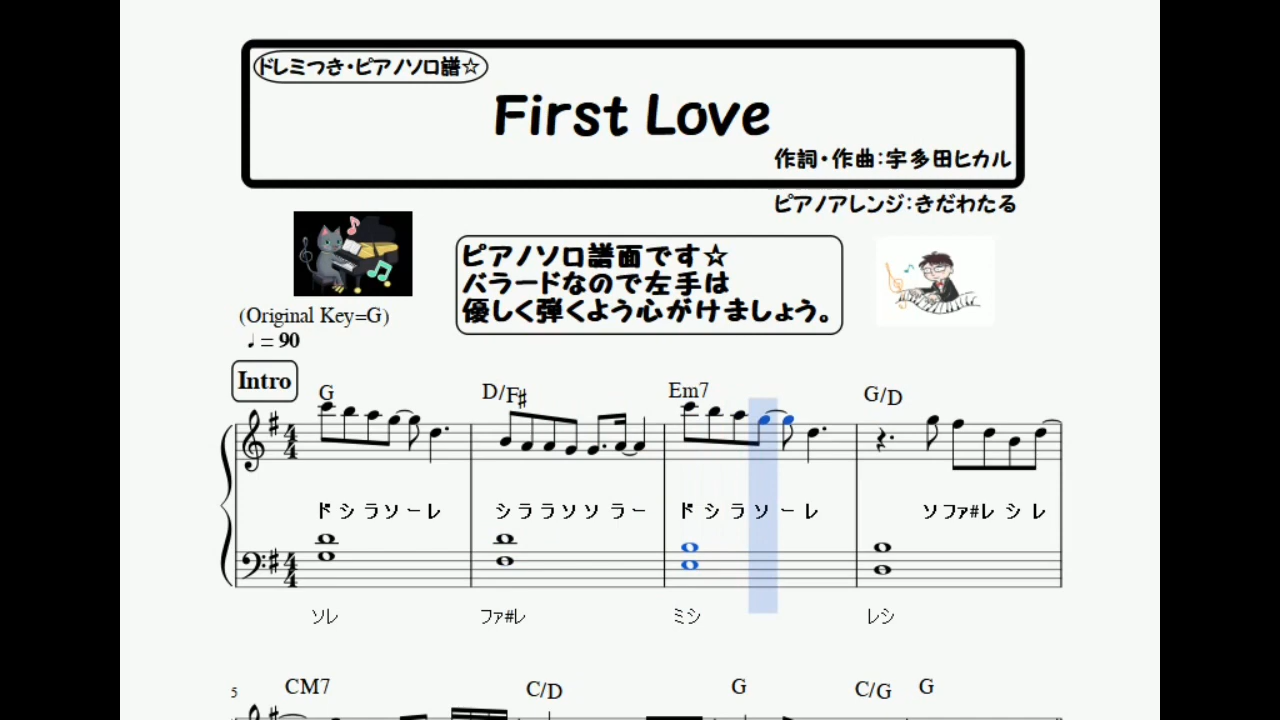 ドレミつき・ピアノソロ譜☆
First Love
作詞・作曲：宇多田ヒカル
ピアノアレンジ：きだわたる
ピアノソロ譜面です☆
バラードなので左手は
優しく弾くよう心がけましょう。
(Original Key=G)
♩ = 90
Intro
G D/F♯ Em7 G/D
4 4
ド シ ラ ソ ー レ シ ラ ラ ソ ソ ラ ー ド シ ラ ソ ー レ ソ ファ♯ レ シ レ
4 4
ソレ ファ♯レ ミシ レシ
5 CM7 C/D G C/G G